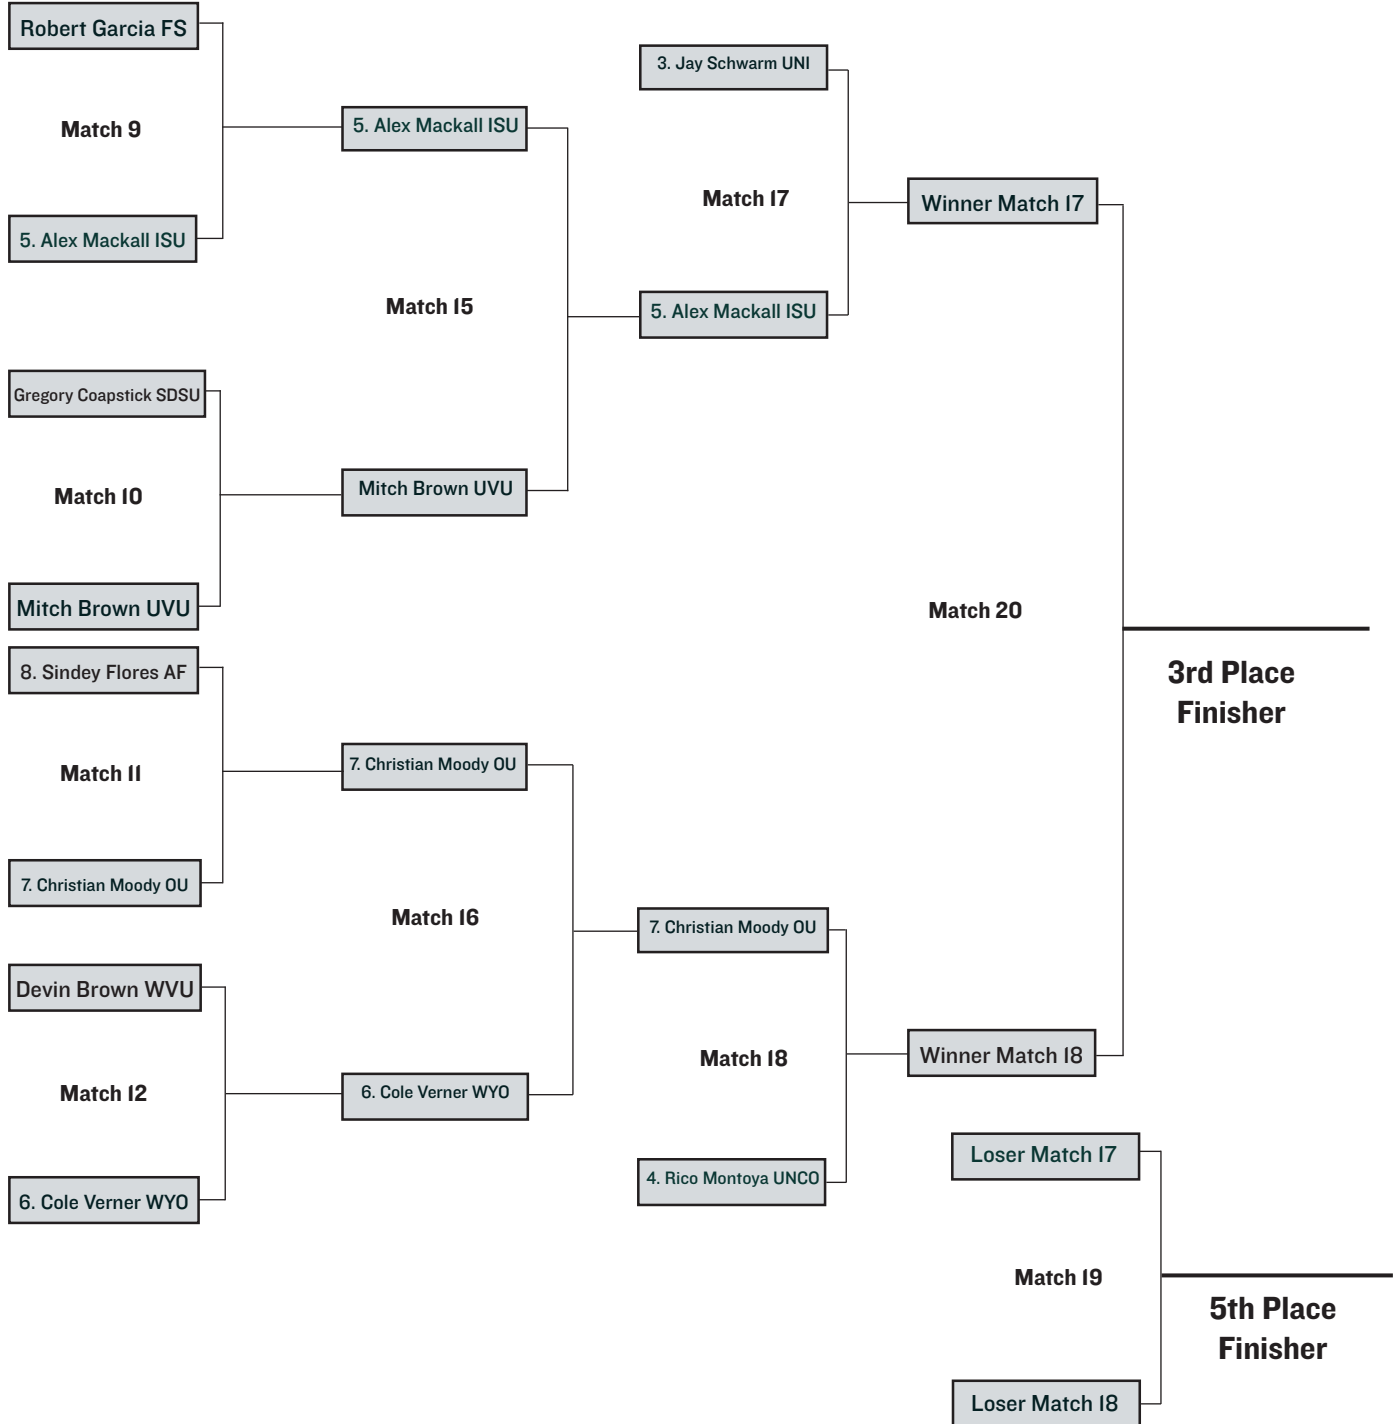 Robert Garcia FS
Match 9
5. Alex Mackall ISU
Gregory Coapstick SDSU
Match 10
Mitch Brown UVU
8. Sindey Flores AF
Match 11
7. Christian Moody OU
Devin Brown WVU
Match 12
6. Cole Verner WYO
5. Alex Mackall ISU
Match 15
Mitch Brown UVU
7. Christian Moody OU
Match 16
6. Cole Verner WYO
3. Jay Schwarm UNI
Match 17
5. Alex Mackall ISU
7. Christian Moody OU
Match 18
4. Rico Montoya UNCO
Winner Match 17
Match 20
Winner Match 18
3rd Place
Finisher
Loser Match 17
Match 19
Loser Match 18
5th Place
Finisher